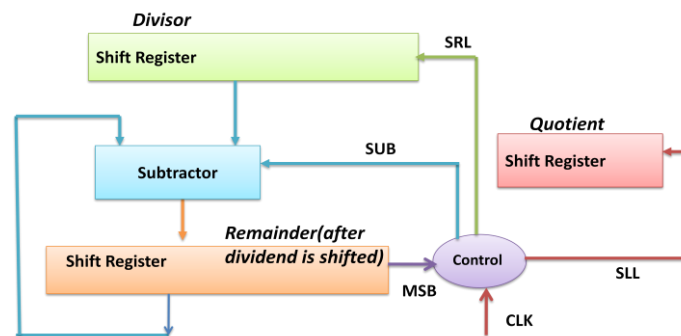 Divisor
Shift Register
SRL
Quotient
Shift Register
SUB
Subtractor
Remainder(after
dividend is shifted)
Shift Register
MSB
Control
SLL
CLK